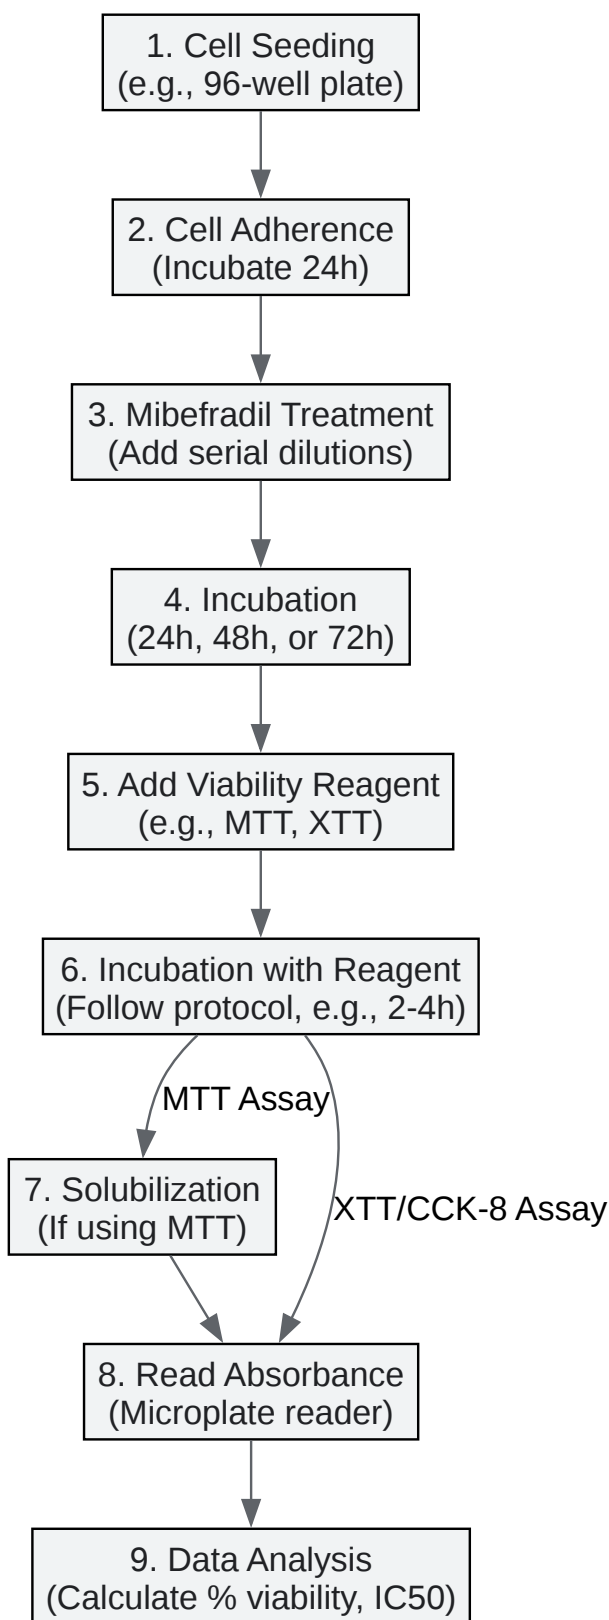 1. Cell Seeding
(e.g., 96-well plate)
2. Cell Adherence
(Incubate 24h)
3. Mibefradil Treatment
(Add serial dilutions)
4. Incubation
(24h, 48h, or 72h)
5. Add Viability Reagent
(e.g., MTT, XTT)
6. Incubation with Reagent
(Follow protocol, e.g., 2-4h)
MTT Assay
7. Solubilization
(If using MTT)
XTT/CCK-8 Assay
8. Read Absorbance
(Microplate reader)
9. Data Analysis
(Calculate % viability, IC50)